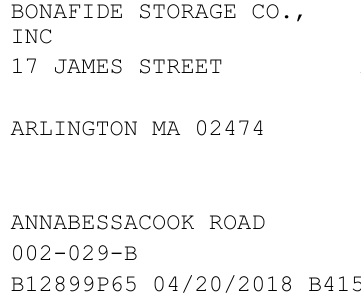 BONAFIDE STORAGE CO.,
INC
17 JAMES STREET
ARLINGTON MA 02474
ANNABESSACOOK ROAD
002-029-B
B12899P65 04/20/2018 B415